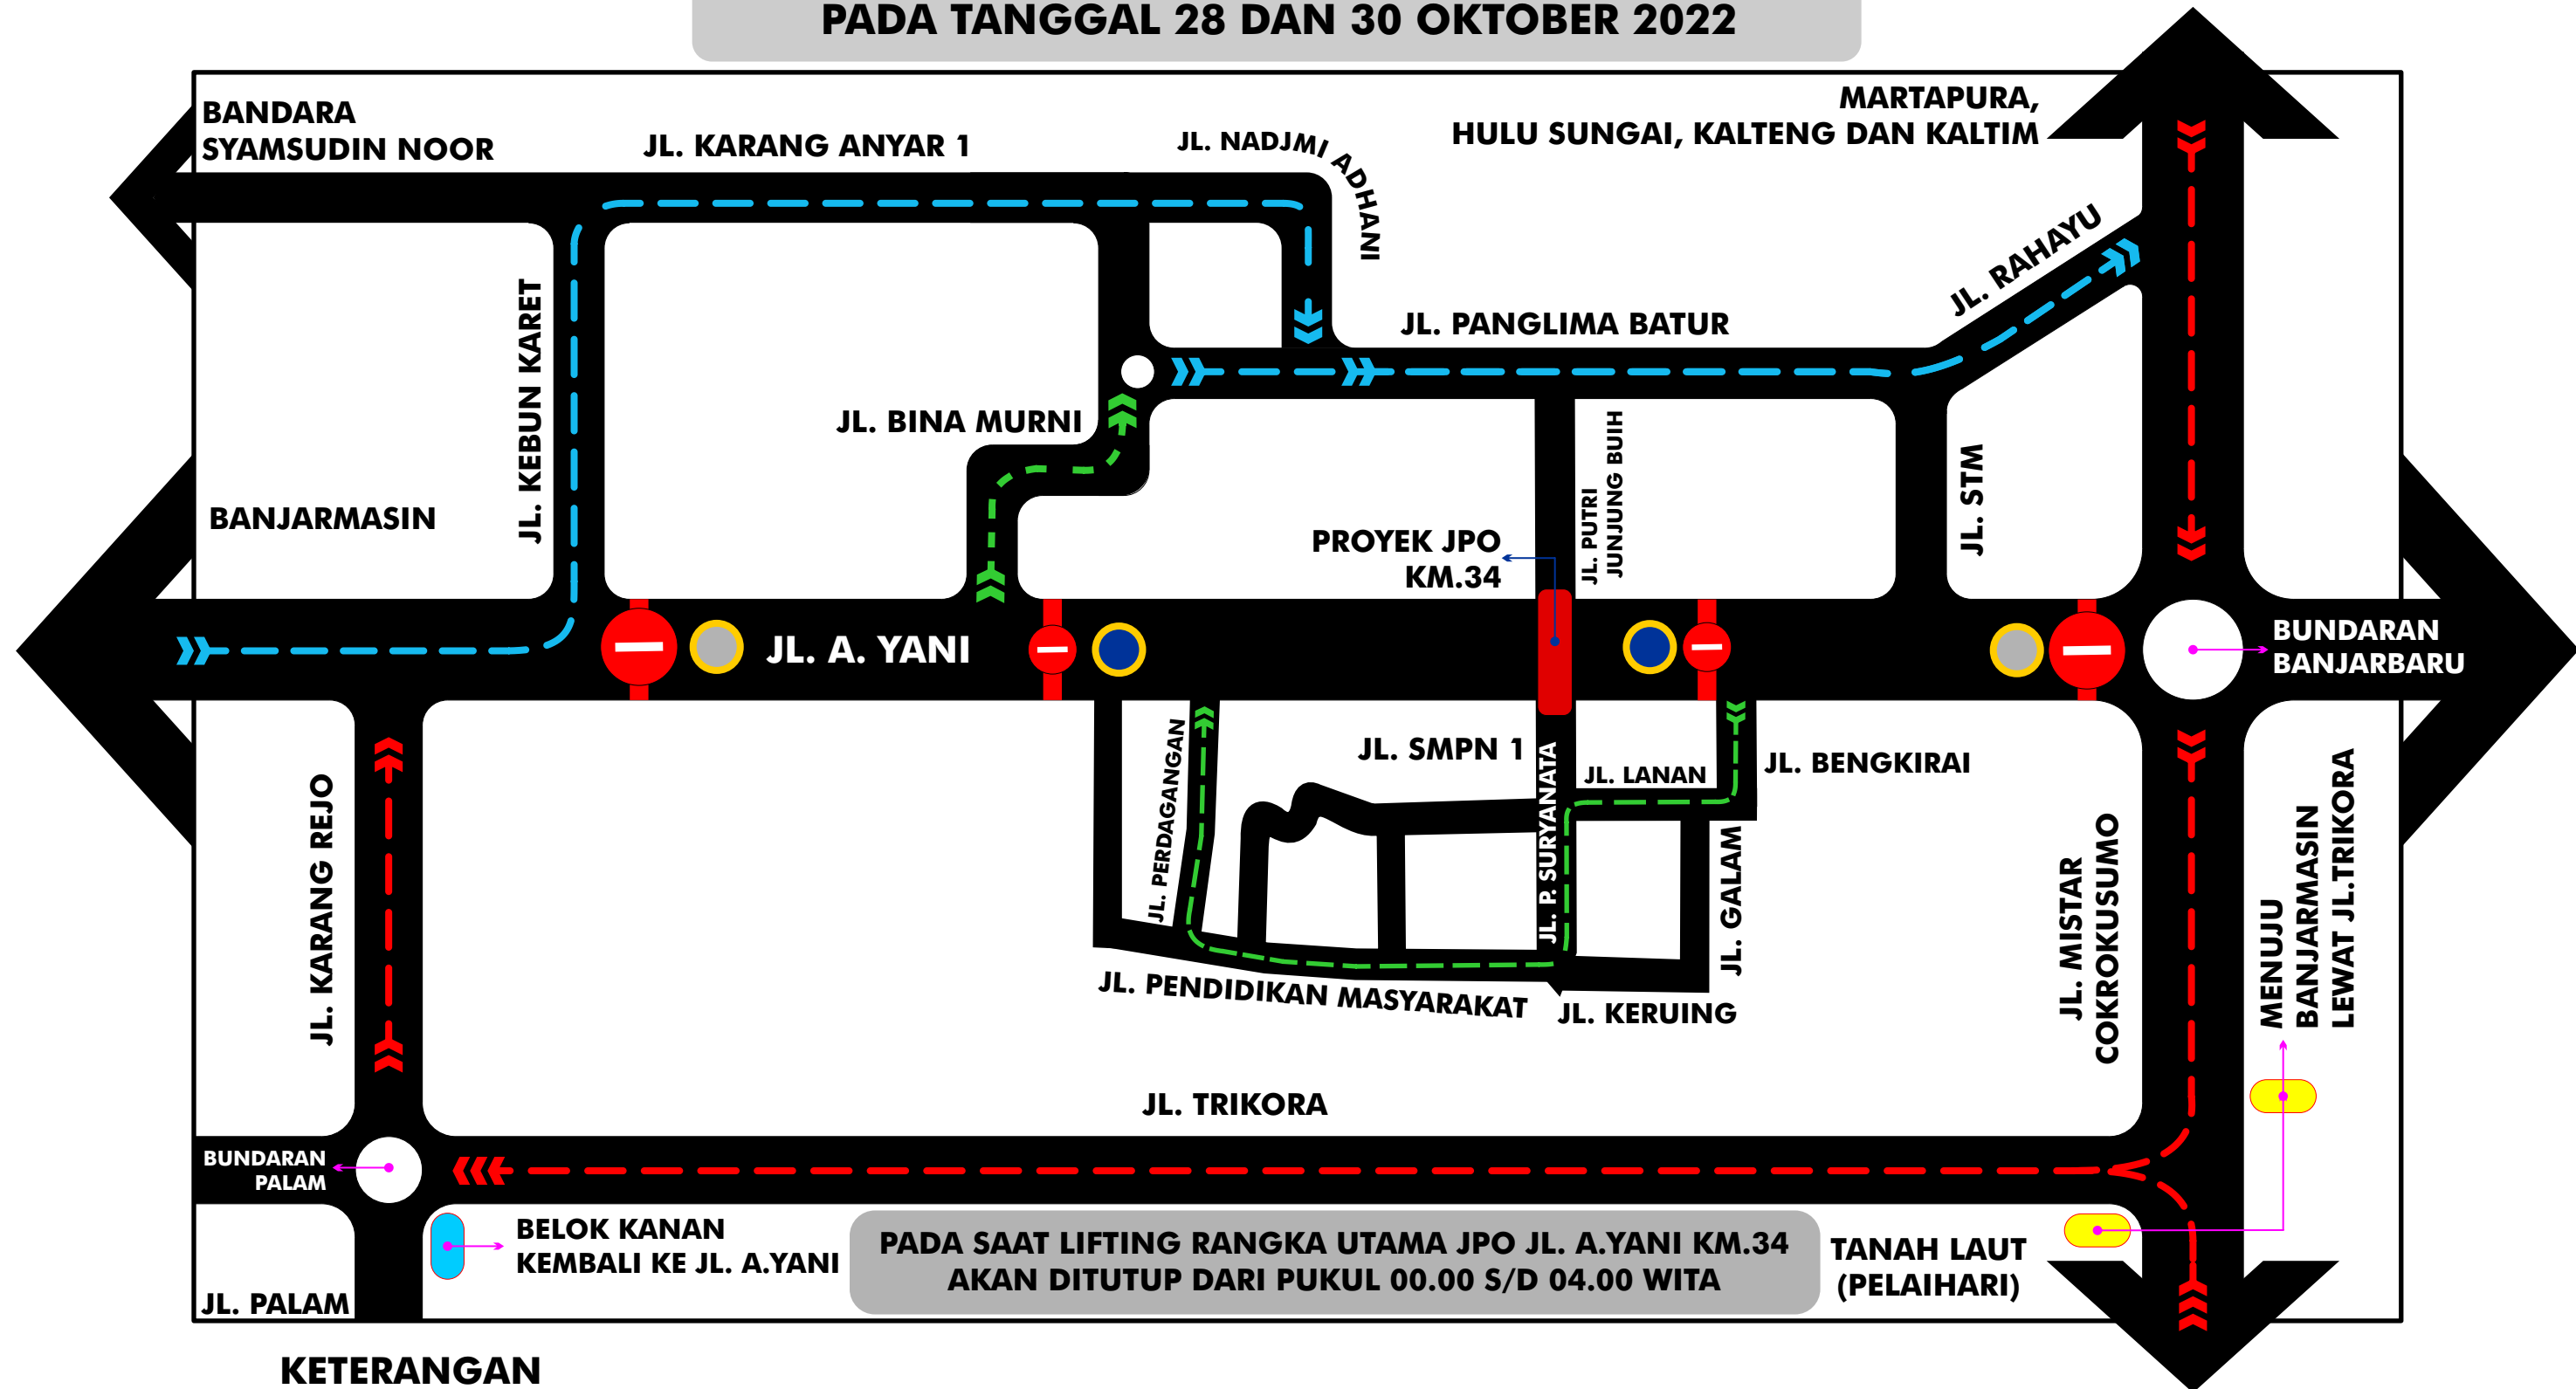 PADA TANGGAL 28 DAN 30 OKTOBER 2022
BANDARA
SYAMSUDIN NOOR
JL. KARANG ANYAR 1
JL. NADJMI ADHANI
MARTAPURA,
HULU SUNGAI, KALTENG DAN KALTIM
JL. RAHAYU
JL. PANGLIMA BATUR
JL. KEBUN KARET
JL. BINA MURNI
BANJARMASIN
JL. PUTRI
JUNJUNG BUIH
JL. STM
PROYEK JPO
KM.34
JL. A. YANI
BUNDARAN
BANJARBARU
JL. KARANG REJO
JL. PERDAGANGAN
JL. SMPN 1
JL. P. SURYANATA
JL. LANAN
JL. BENGKIRAI
JL. GALAM
JL. MISTAR
COKROKUSUMO
MENUJU
BANJARMASIN
LEWAT JL.TRIKORA
JL. PENDIDIKAN MASYARAKAT
JL. KERUING
JL. TRIKORA
BUNDARAN
PALAM
BELOK KANAN
KEMBALI KE JL. A.YANI
PADA SAAT LIFTING RANGKA UTAMA JPO JL. A.YANI KM.34
AKAN DITUTUP DARI PUKUL 00.00 S/D 04.00 WITA
TANAH LAUT
(PELAIHARI)
JL. PALAM
KETERANGAN